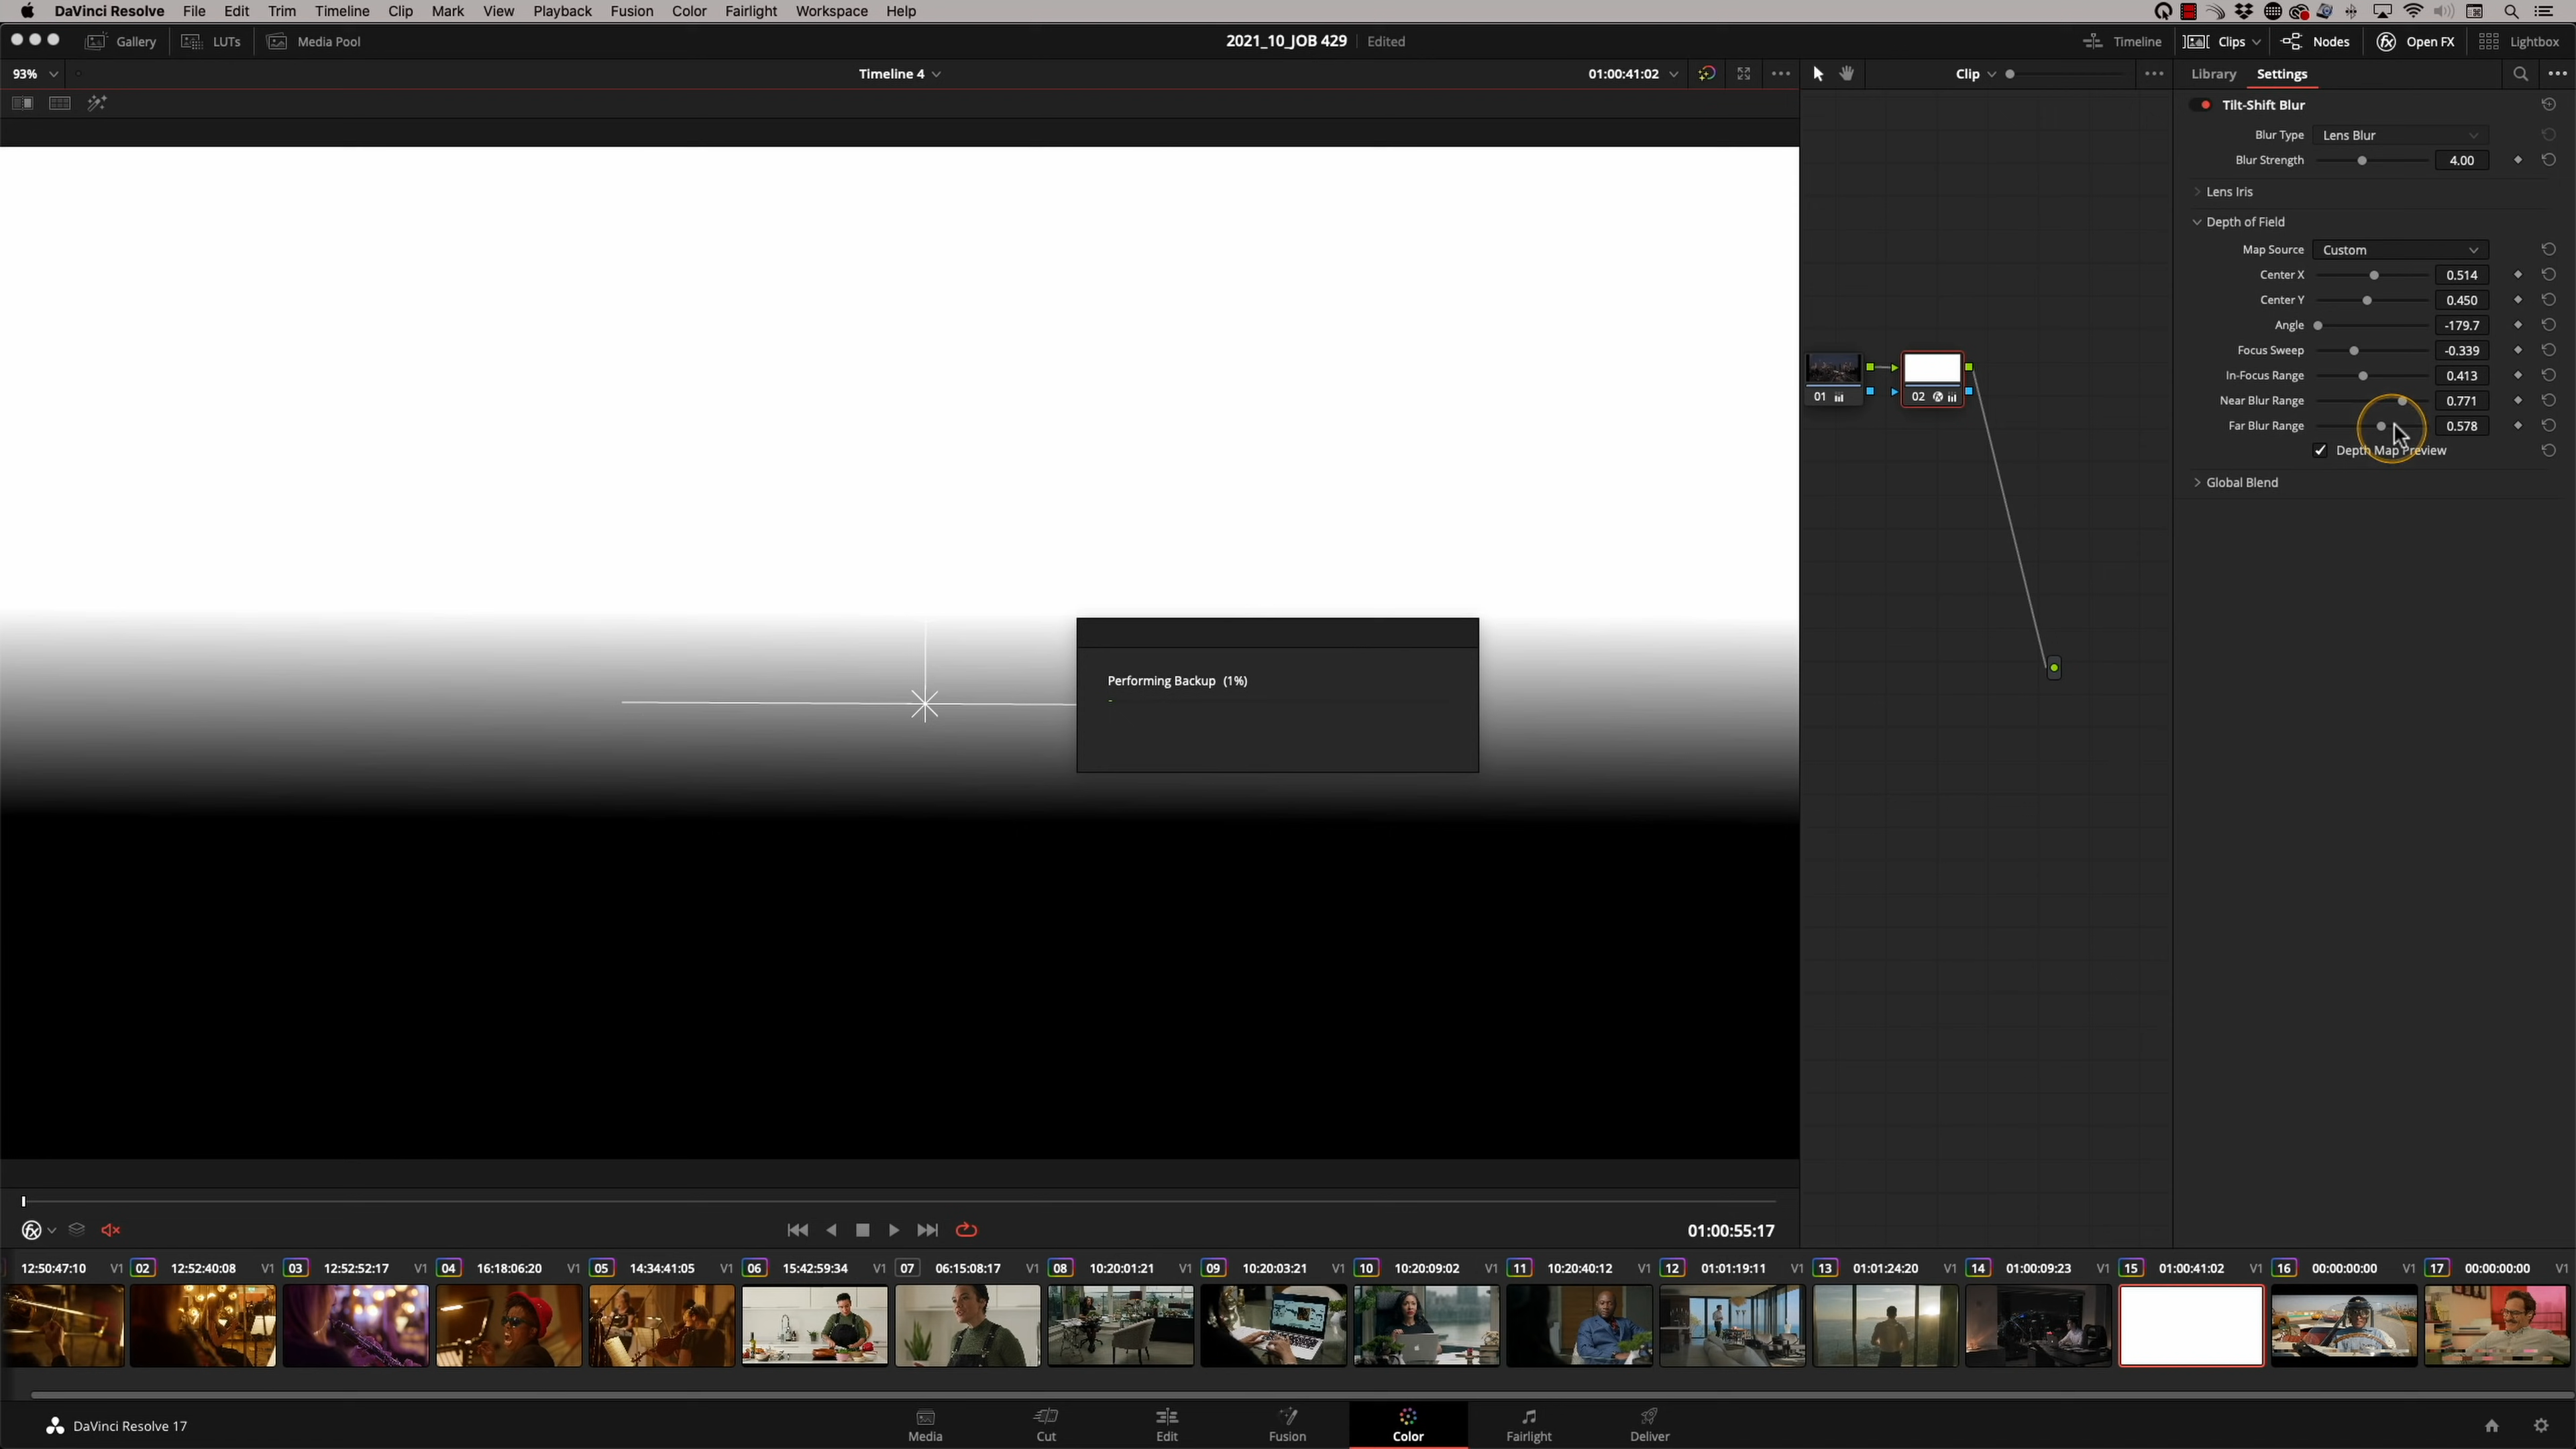 DaVinci Resolve File Edit Trim Timeline Clip Mark View Playback Fusion Color Fairlight Workspace Help
Gallery LUTs Media Pool 2021_10_JOB 429 Edited Timeline Clips Nodes Open FX Lightbox
93% Timeline 4 01:00:41:02 Clip Library Settings
Tilt-Shift Blur
Blur Type Lens Blur
Blur Strength 4.00
Lens Iris
Depth of Field
Map Source Custom
Center X 0.514
Center Y 0.450
Angle -179.7
Focus Sweep -0.339
In-Focus Range 0.413
Near Blur Range 0.771
Far Blur Range 0.578
Depth Map Preview
Global Blend
01 02
Performing Backup (1%)
01:00:55:17
12:50:47:10 V1 02 12:52:40:08 V1 03 12:52:52:17 V1 04 16:18:06:20 V1 05 14:34:41:05 V1 06 15:42:59:34 V1 07 06:15:08:17 V1 08 10:20:01:21 V1 09 10:20:03:21 V1 10 10:20:09:02 V1 11 10:20:40:12 V1 12 01:01:19:11 V1 13 01:01:24:20 V1 14 01:00:09:23 V1 15 01:00:41:02 V1 16 00:00:00:00 V1 17 00:00:00:00 V1
DaVinci Resolve 17 Media Cut Edit Fusion Color Fairlight Deliver